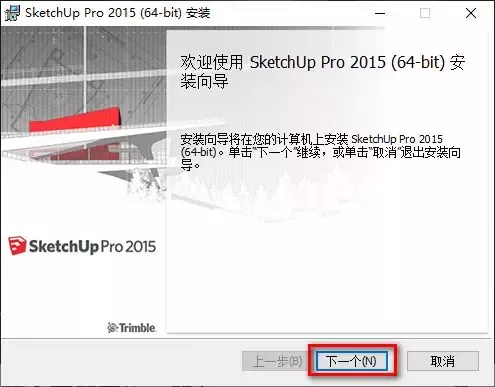 SketchUp Pro 2015 (64-bit) 安装
欢迎使用 SketchUp Pro 2015 (64-bit) 安
装向导
安装向导将在您的计算机上安装 SketchUp Pro 2015
(64-bit)。单击“下一个”继续，或单击“取消”退出安装向
导。
SketchUp Pro 2015
Trimble
上一步(B)
下一个(N)
取消